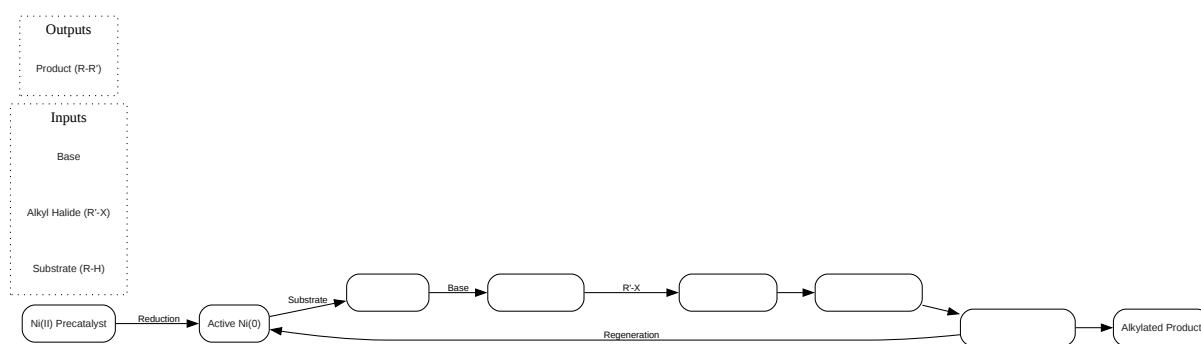 Outputs
Product (R-R')
Inputs
Base
Alkyl Halide (R'-X)
Substrate (R-H)
Ni(II) Precatalyst
Reduction
Active Ni(0)
Substrate
Base
R'-X
Regeneration
Alkylated Product